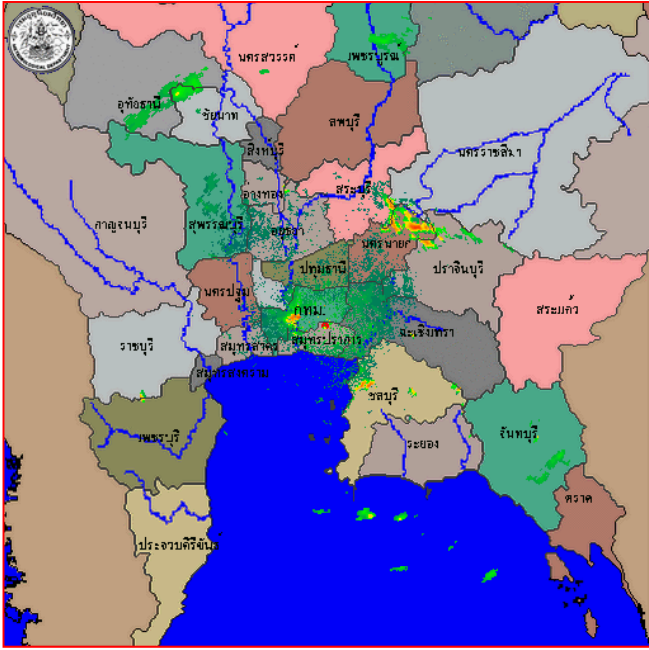 นครสวรรค์
เพชรบูรณ์
อุทัยธานี
ชัยนาท
ลพบุรี
สิงหบุรี
นครราชสีมา
อ่างทอง
สระบุรี
กาญจนบุรี
สุพรรณบุรี
อยุธยา
นครนายก
ปทุมธานี
ปราจีนบุรี
นครปฐม
กทม.
สระแก้ว
ฉะเชิงเทรา
ราชบุรี
สมุทรสาคร
สมุทรปราการ
สมุทรสงคราม
ชลบุรี
เพชรบุรี
ระยอง
จันทบุรี
ตราด
ประจวบคีรีขันธ